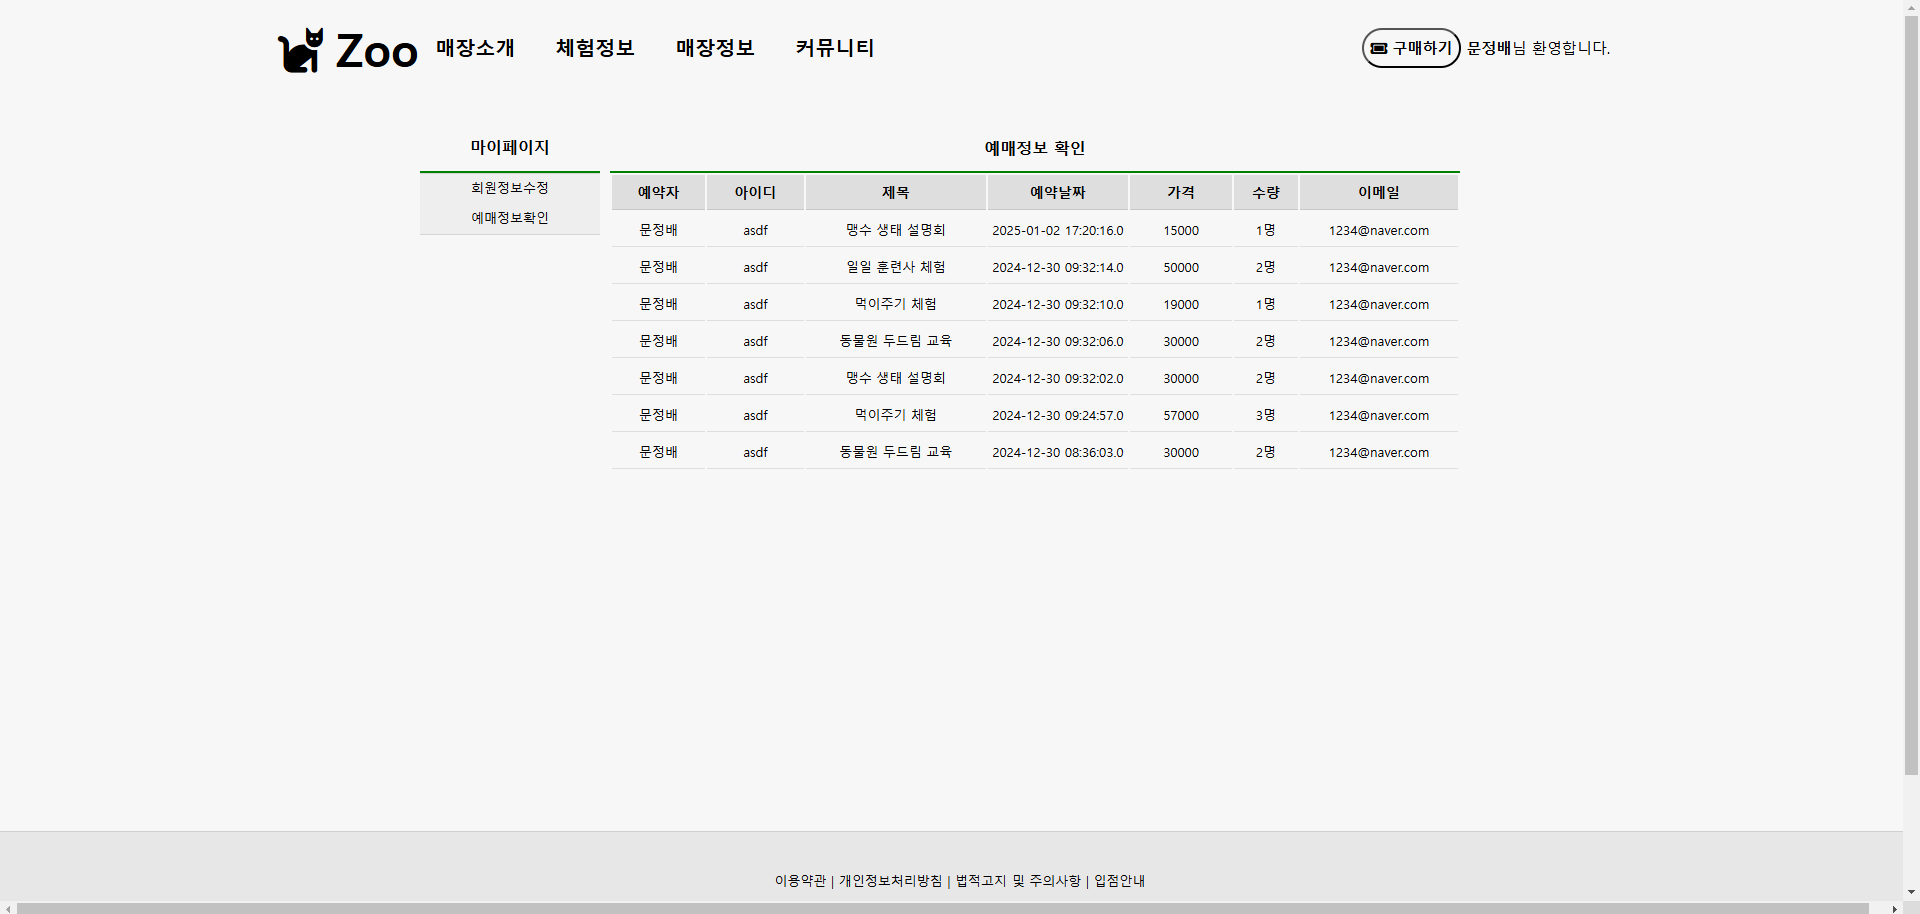 Zoo 매장소개 체험정보 매장정보 커뮤니티 구매하기 문정배님 환영합니다.
마이페이지
회원정보수정
예매정보확인
예매정보 확인
예약자 아이디 제목 예약날짜 가격 수량 이메일
문정배 asdf 맹수 생태 설명회 2025-01-02 17:20:16.0 15000 1명 1234@naver.com
문정배 asdf 일일 훈련사 체험 2024-12-30 09:32:14.0 50000 2명 1234@naver.com
문정배 asdf 먹이주기 체험 2024-12-30 09:32:10.0 19000 1명 1234@naver.com
문정배 asdf 동물원 두드림 교육 2024-12-30 09:32:06.0 30000 2명 1234@naver.com
문정배 asdf 맹수 생태 설명회 2024-12-30 09:32:02.0 30000 2명 1234@naver.com
문정배 asdf 먹이주기 체험 2024-12-30 09:24:57.0 57000 3명 1234@naver.com
문정배 asdf 동물원 두드림 교육 2024-12-30 08:36:03.0 30000 2명 1234@naver.com
이용약관 | 개인정보처리방침 | 법적고지 및 주의사항 | 입점안내